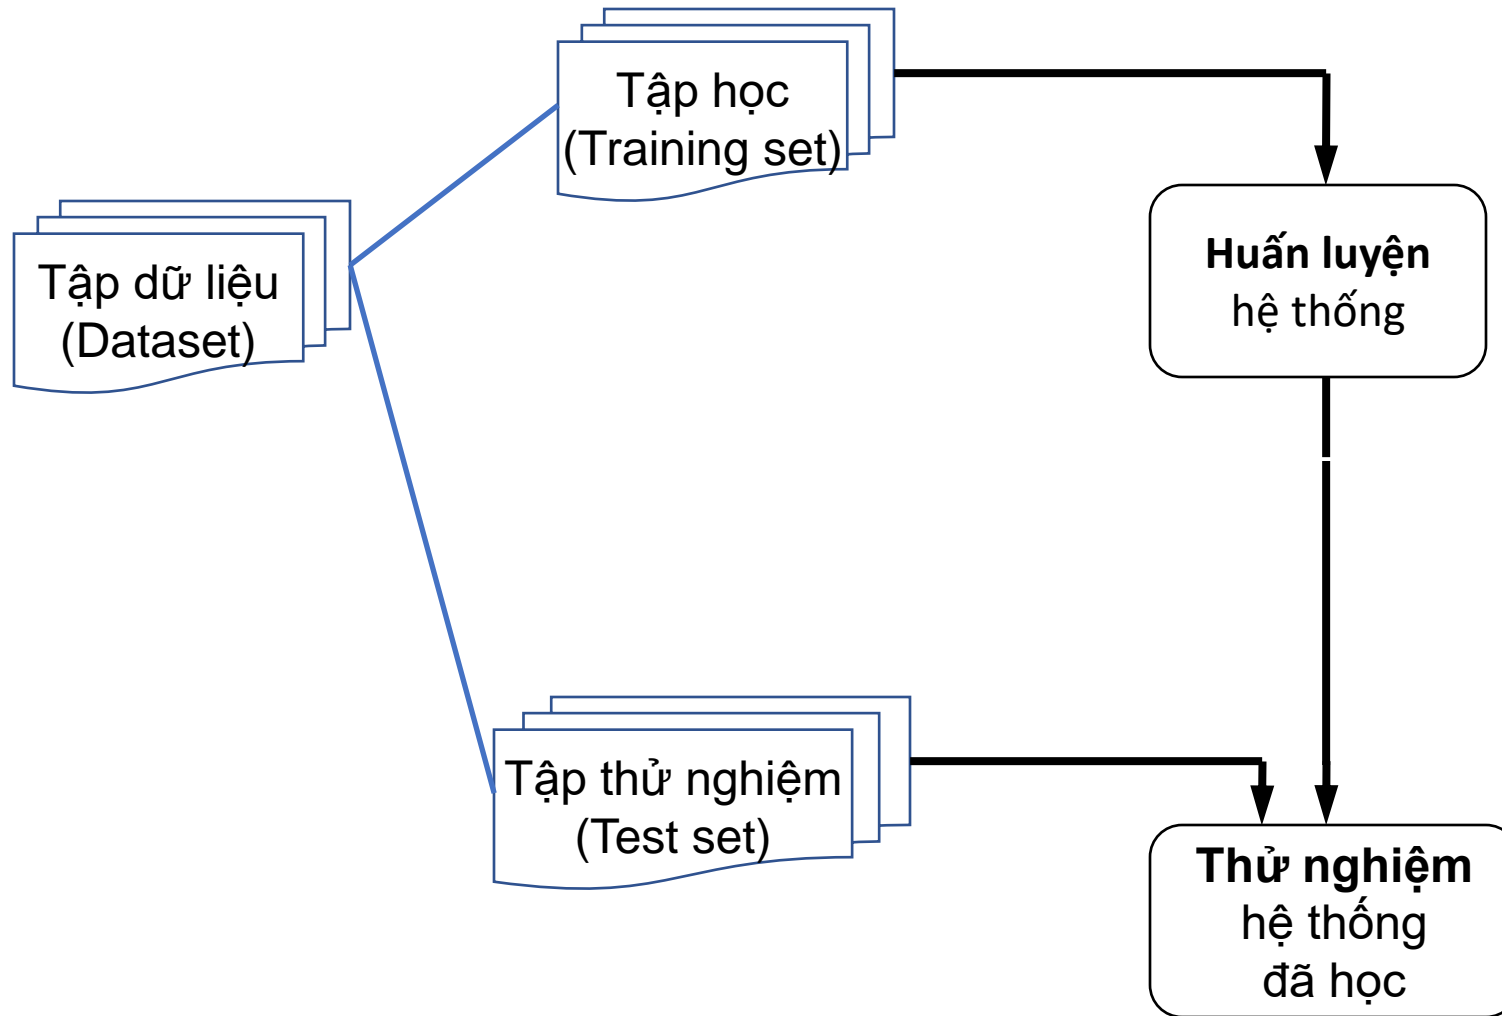 Tập học
(Training set)
Tập dữ liệu
(Dataset)
Huấn luyện
hệ thống
Tập thử nghiệm
(Test set)
Thử nghiệm
hệ thống
đã học